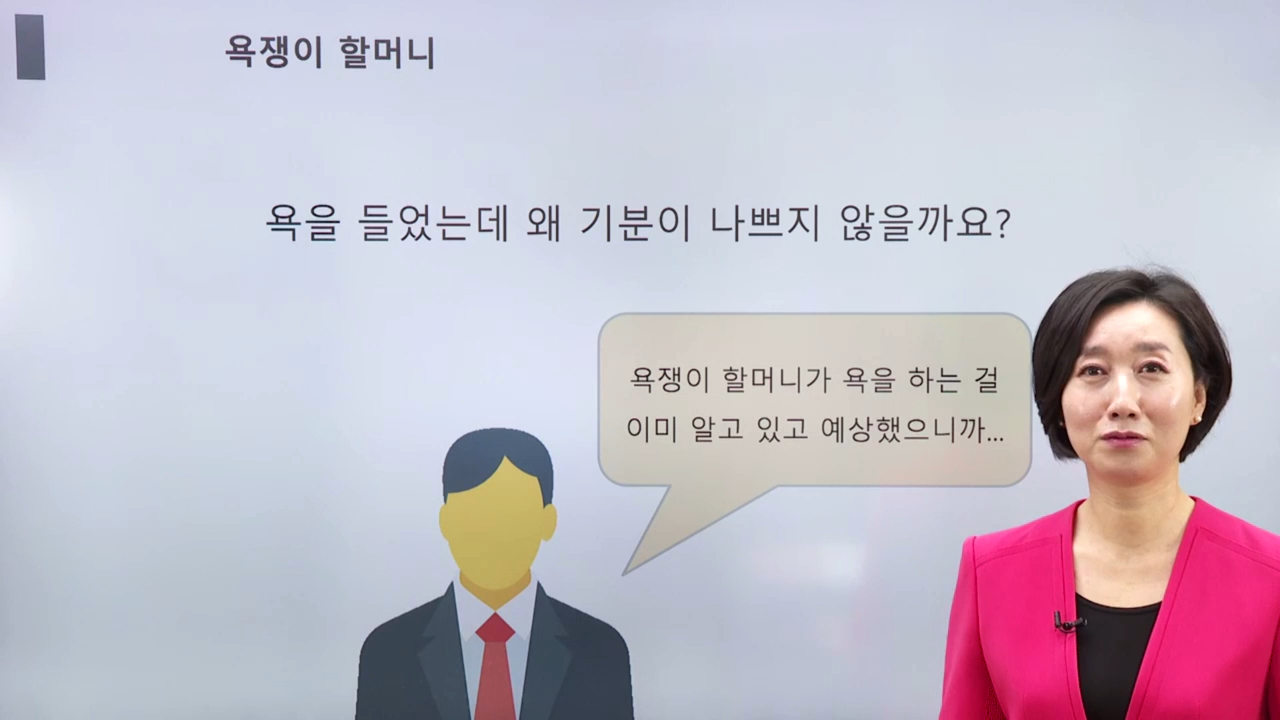 욕쟁이 할머니
욕을 들었는데 왜 기분이 나쁘지 않을까요?
욕쟁이 할머니가 욕을 하는 걸
이미 알고 있고 예상했으니까...